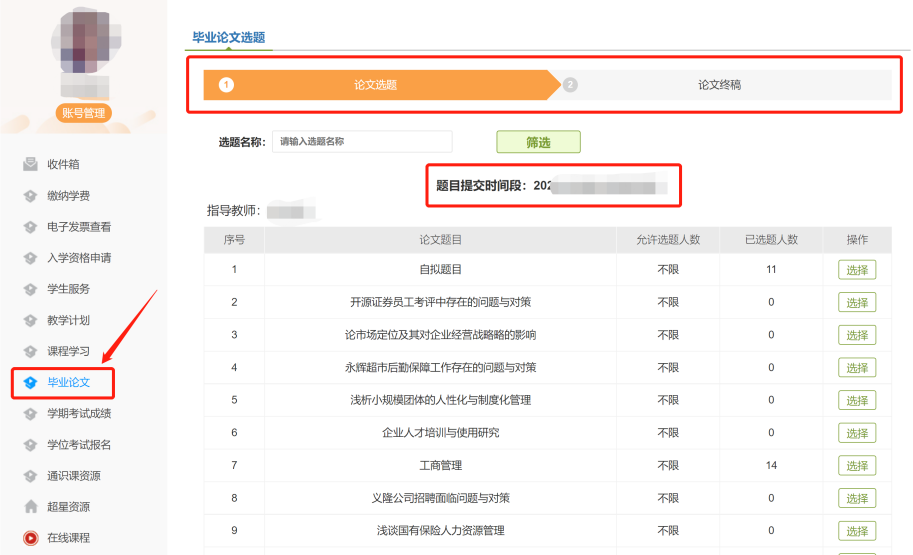 账号管理
收件箱
缴纳学费
电子发票查看
入学资格申请
学生服务
教学计划
课程学习
毕业论文
学期考试成绩
学位考试报名
通识课资源
超星资源
在线课程
毕业论文选题
1 论文选题 2 论文终稿
选题名称: 请输入选题名称 筛选
题目提交时间段: 202
指导教师:
序号 论文题目 允许选题人数 已选题人数 操作
1 自拟题目 不限 11 选择
2 开源证券员工考评中存在的问题与对策 不限 0 选择
3 论市场定位及其对企业经营战略略的影响 不限 0 选择
4 永辉超市后勤保障工作存在的问题与对策 不限 0 选择
5 浅析小规模团体的人性化与制度化管理 不限 0 选择
6 企业人才培训与使用研究 不限 0 选择
7 工商管理 不限 14 选择
8 义隆公司招聘面临问题与对策 不限 0 选择
9 浅谈国有保险人力资源管理 不限 0 选择